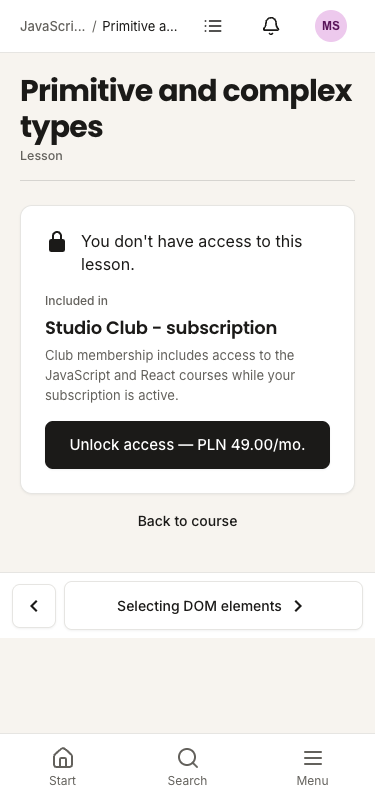 JavaScri... / Primitive a... MS
Primitive and complex
types
Lesson
You don't have access to this
lesson.
Included in
Studio Club - subscription
Club membership includes access to the
JavaScript and React courses while your
subscription is active.
Unlock access — PLN 49.00/mo.
Back to course
Selecting DOM elements
Start Search Menu